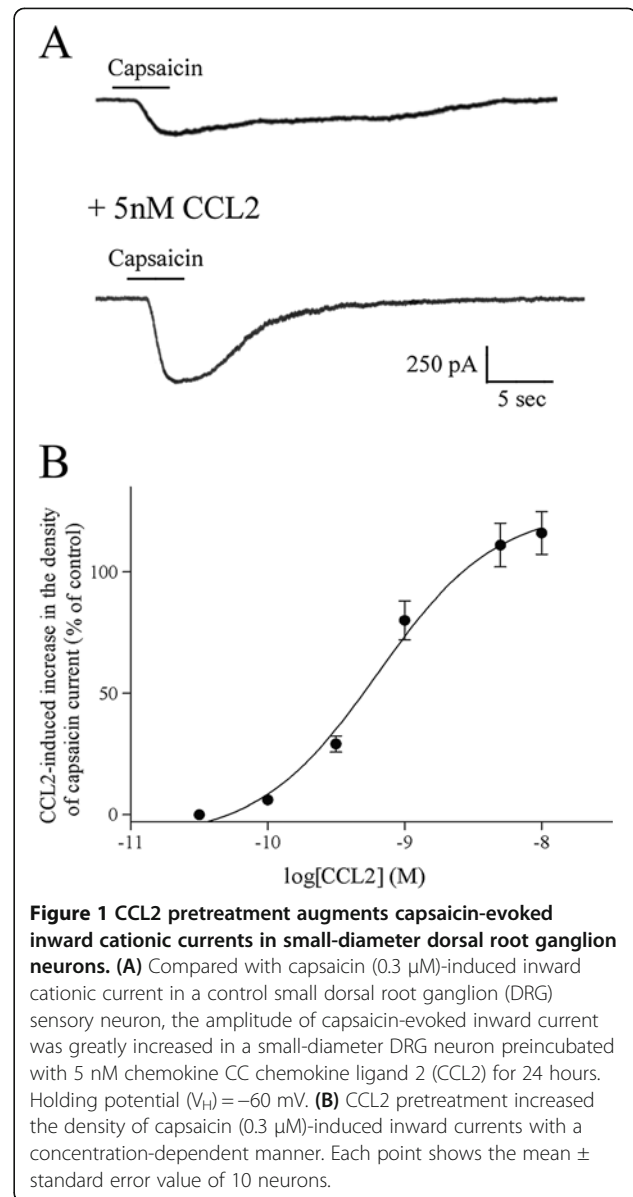 A
Capsaicin
+ 5nM CCL2
Capsaicin
250 pA
5 sec
B
CCL2-induced increase in the density
of capsaicin current (% of control)
100
50
0
-11
-10
-9
-8
log[CCL2] (M)
Figure 1 CCL2 pretreatment augments capsaicin-evoked
inward cationic currents in small-diameter dorsal root ganglion
neurons. (A) Compared with capsaicin (0.3 μM)-induced inward
cationic current in a control small dorsal root ganglion (DRG)
sensory neuron, the amplitude of capsaicin-evoked inward current
was greatly increased in a small-diameter DRG neuron preincubated
with 5 nM chemokine CC chemokine ligand 2 (CCL2) for 24 hours.
Holding potential (VH) = −60 mV. (B) CCL2 pretreatment increased
the density of capsaicin (0.3 μM)-induced inward currents with a
concentration-dependent manner. Each point shows the mean ±
standard error value of 10 neurons.